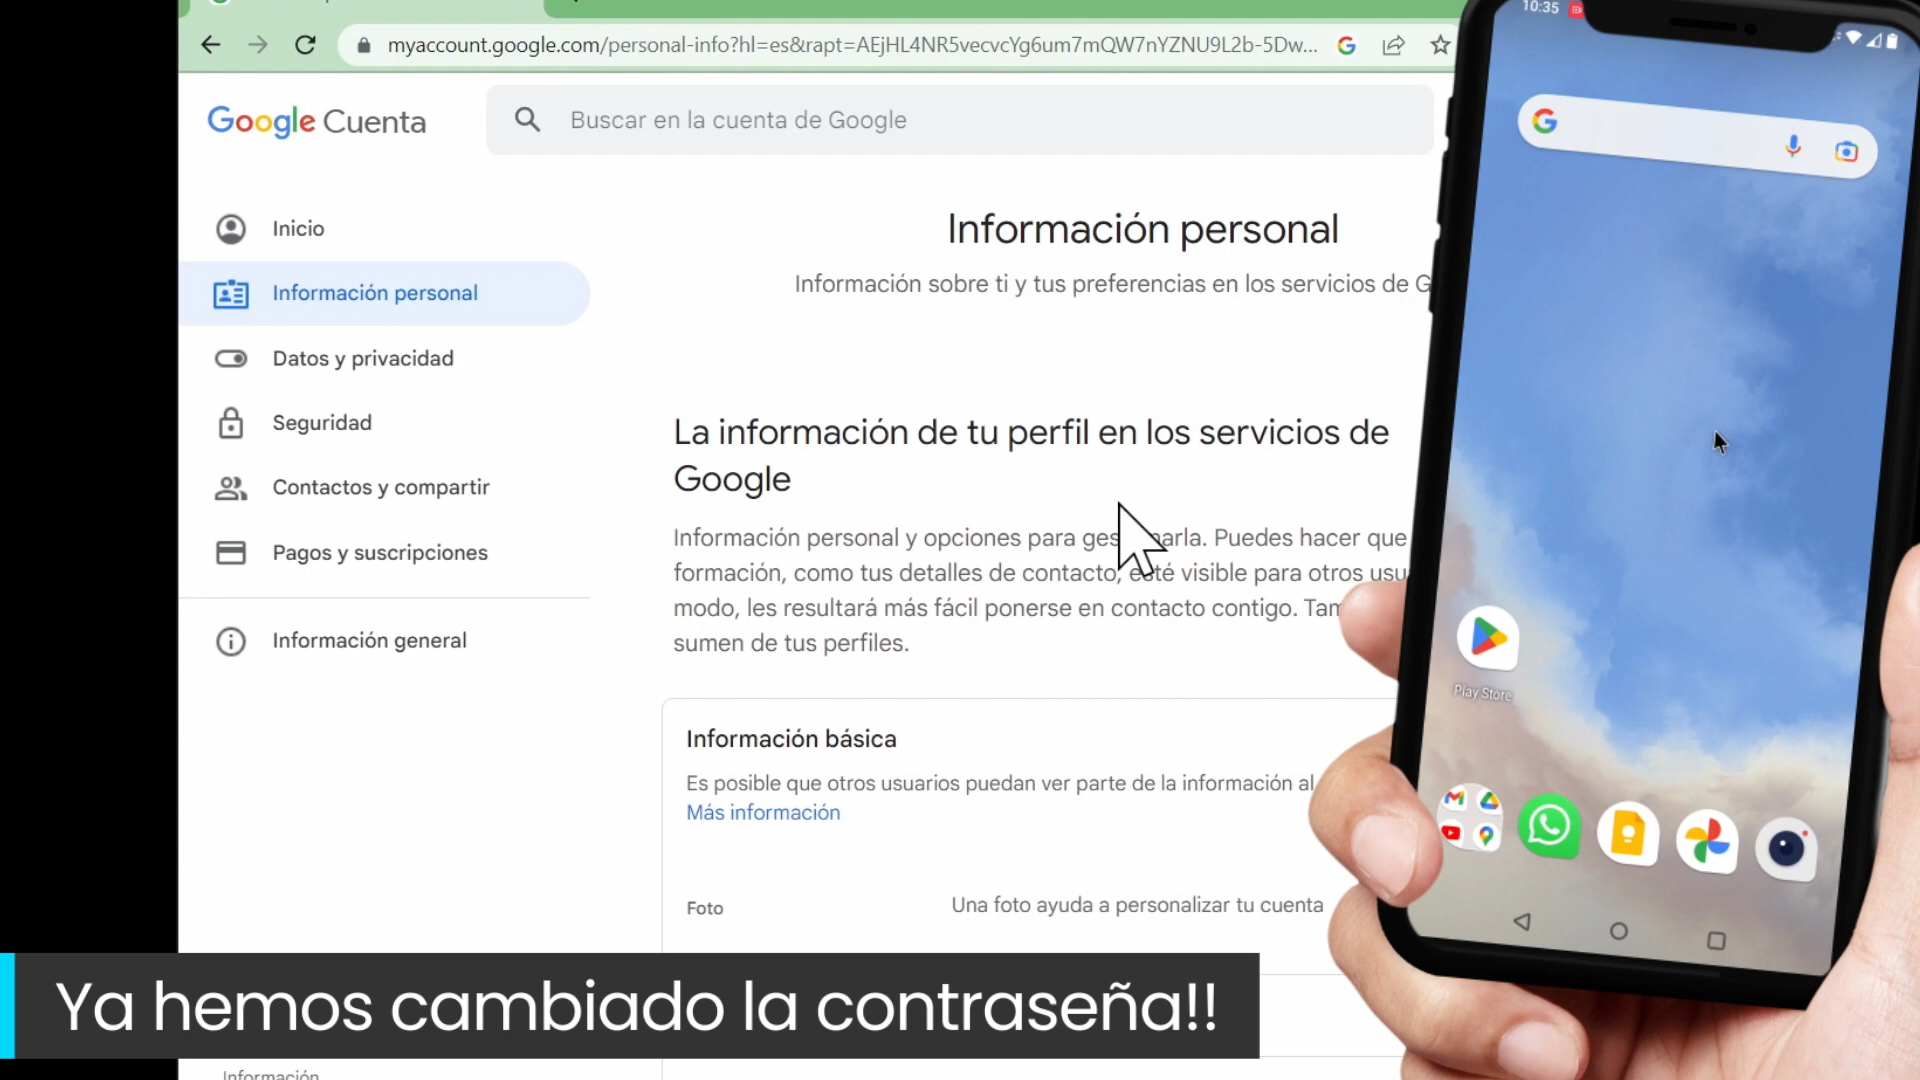 myaccount.google.com/personal-info?hl=es&rapt=AEjHL4NR5vecvcYg6um7mQW7nYZNU9L2b-5Dw...
10:35
Google Cuenta
Buscar en la cuenta de Google
Inicio
Información personal
Datos y privacidad
Seguridad
Contactos y compartir
Pagos y suscripciones
Información general
Información personal
Información sobre ti y tus preferencias en los servicios de G
La información de tu perfil en los servicios de
Google
Información personal y opciones para ges arla. Puedes hacer que
formación, como tus detalles de contacto, esté visible para otros usu
modo, les resultará más fácil ponerse en contacto contigo. Tam
sumen de tus perfiles.
Información básica
Es posible que otros usuarios puedan ver parte de la información al
Más información
Foto
Una foto ayuda a personalizar tu cuenta
Play Store
Ya hemos cambiado la contraseña!!
Información